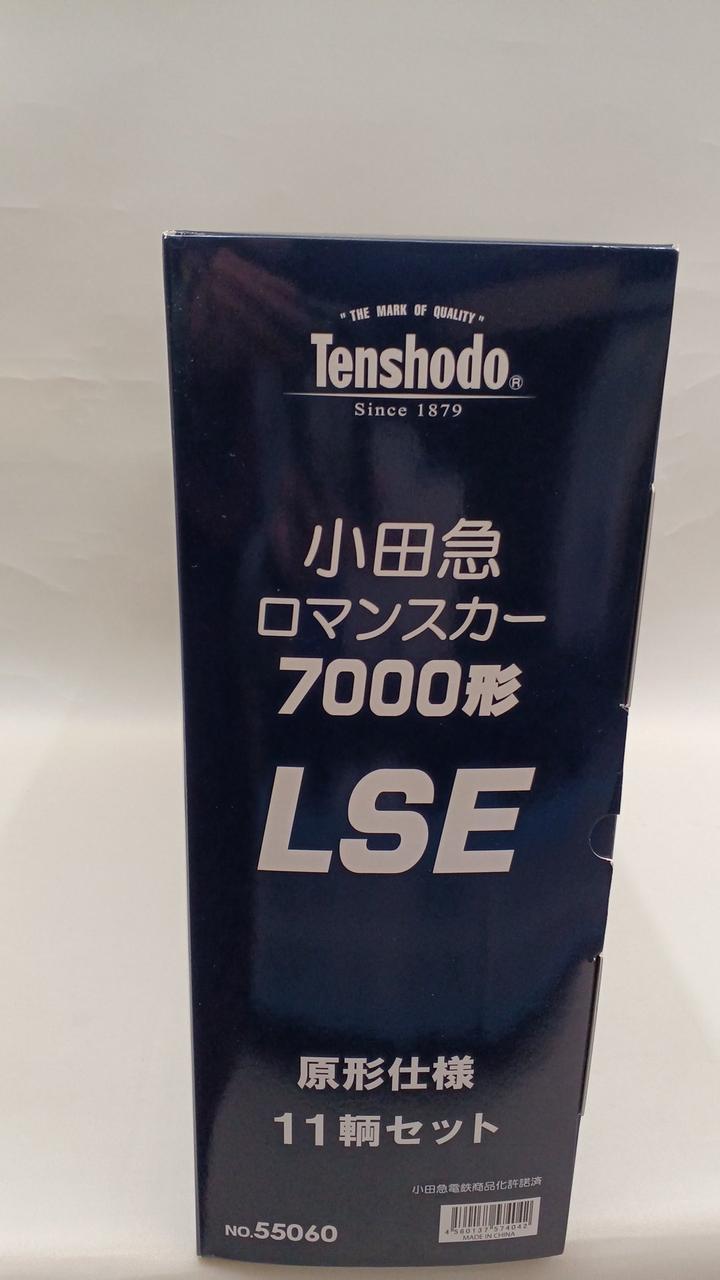 "THE MARK OF QUALITY"
Tenshodo®
Since 1879
小田急
ロマンスカー
7000形
LSE
原形仕様
11輌セット
小田急電鉄商品化許諾済
NO.55060
4560137574042
MADE IN CHINA